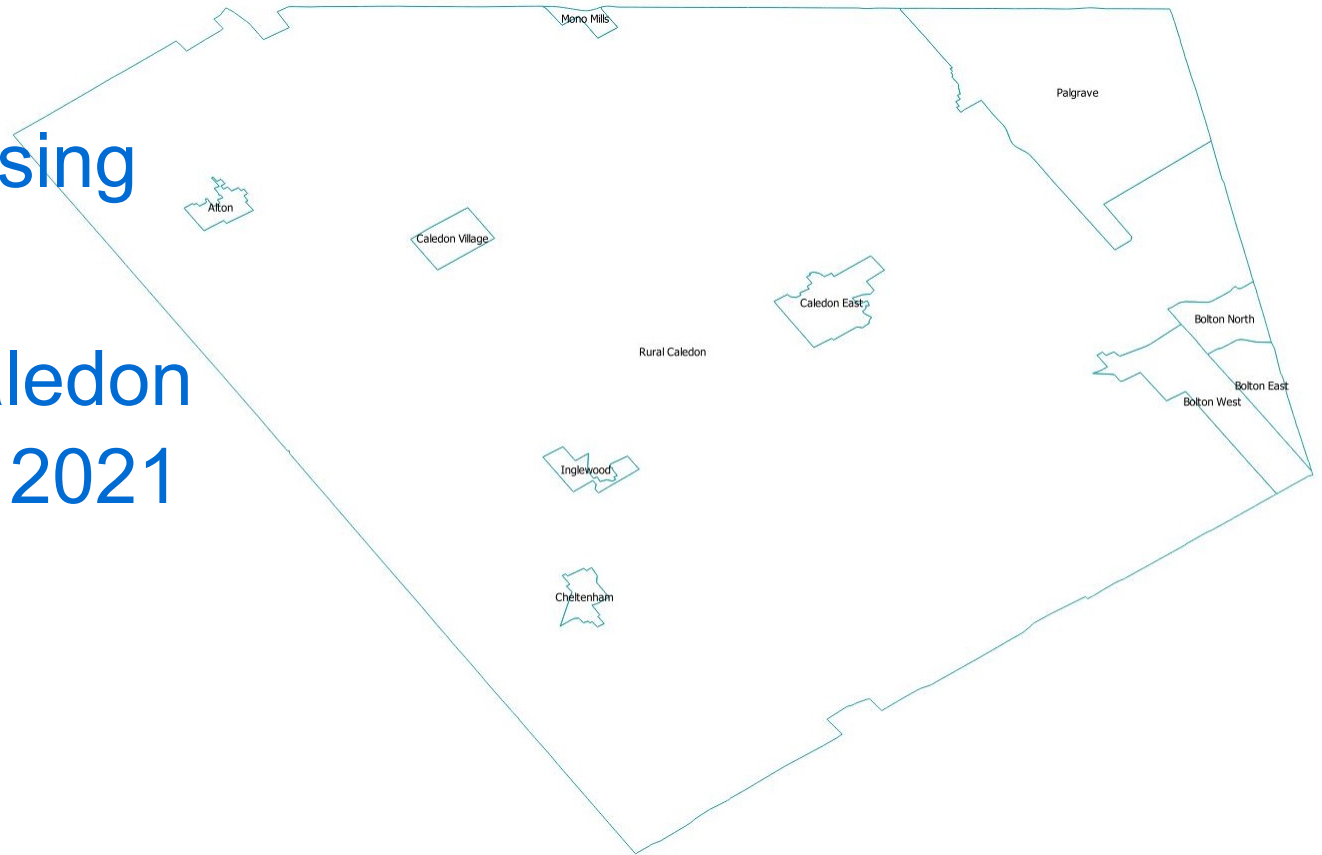 Mono Mills
Palgrave
sing
Alton
Caledon Village
Caledon East
Bolton North
Rural Caledon
ledon
Bolton East
Bolton West
Inglewood
2021
Cheltenham